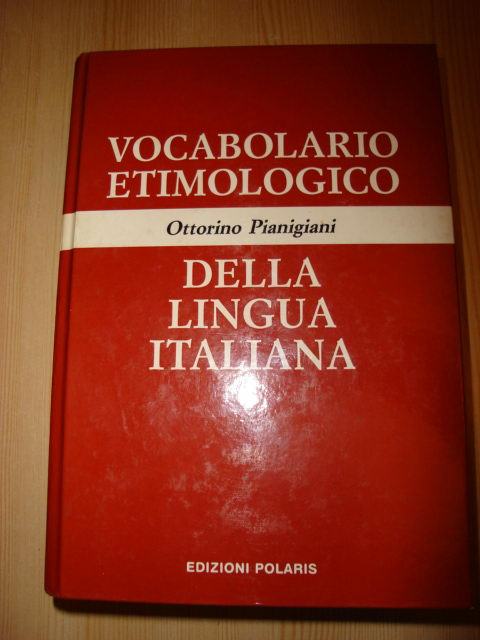 VOCABOLARIO
ETIMOLOGICO
Ottorino Pianigiani
DELLA
LINGUA
ITALIANA
EDIZIONI POLARIS